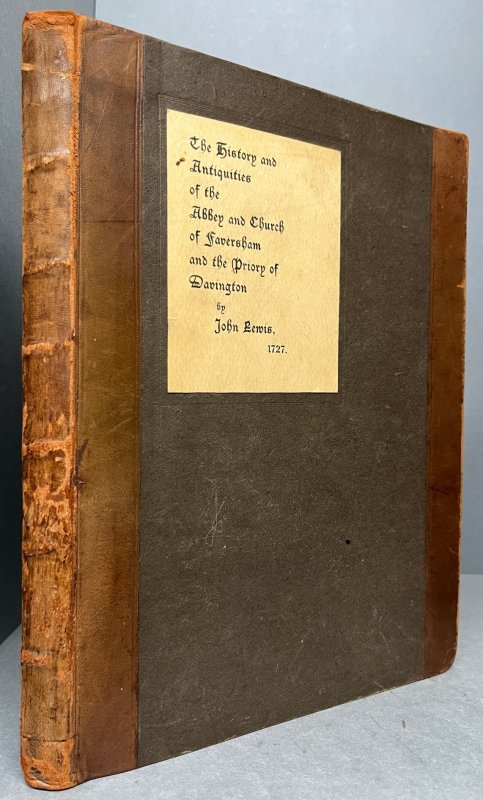 The History and
Antiquities
of the
Abbey and Church
of Faversham
and the Priory of
Davington
by
John Lewis,
1727.